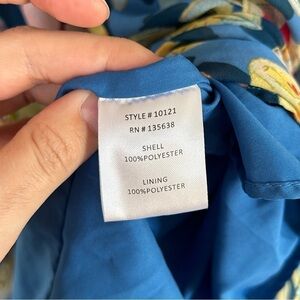 STYLE # 10121
RN # 135638
SHELL
100%POLYESTER
LINING
100%POLYESTER